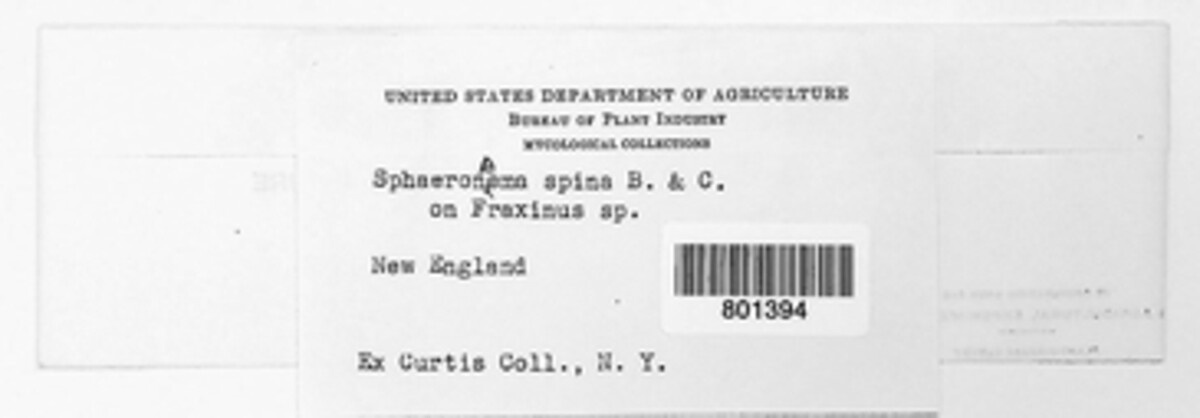 UNITED STATES DEPARTMENT OF AGRICULTURE
BUREAU OF PLANT INDUSTRY
MYCOLOGICAL COLLECTIONS
Sphaeronaema spina B. & C.
on Fraxinus sp.
New England
801394
Ex Curtis Coll., N. Y.